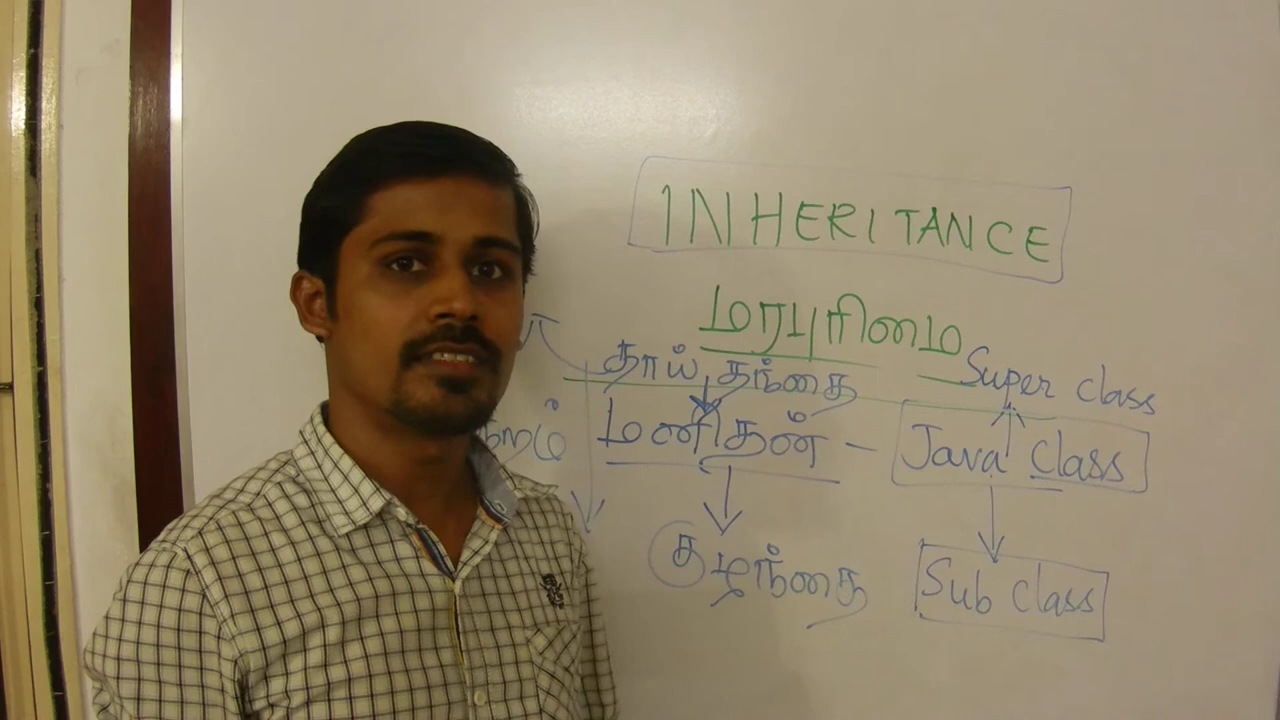 INHERITANCE
மரபுரிமை
தாய் தந்தை - Super class
மனிதன் - Java class
குழந்தை Sub class